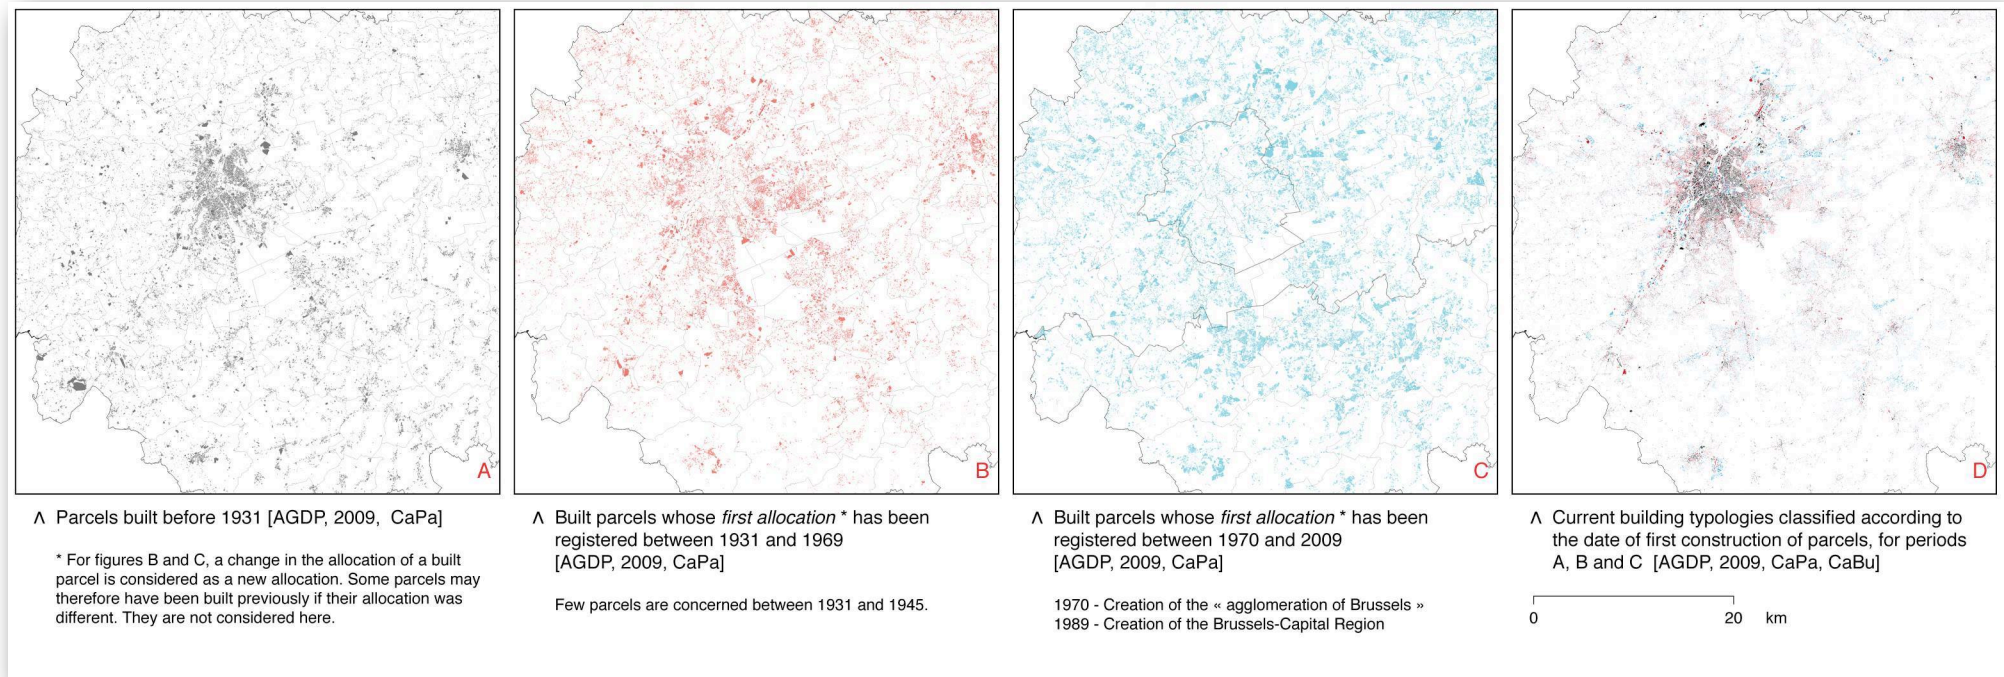 A
B
C
D
Λ Parcels built before 1931 [AGDP, 2009, CaPa]
* For figures B and C, a change in the allocation of a built
parcel is considered as a new allocation. Some parcels may
therefore have been built previously if their allocation was
different. They are not considered here.
Λ Built parcels whose first allocation * has been
registered between 1931 and 1969
[AGDP, 2009, CaPa]
Few parcels are concerned between 1931 and 1945.
Λ Built parcels whose first allocation * has been
registered between 1970 and 2009
[AGDP, 2009, CaPa]
1970 - Creation of the « agglomeration of Brussels »
1989 - Creation of the Brussels-Capital Region
Λ Current building typologies classified according to
the date of first construction of parcels, for periods
A, B and C [AGDP, 2009, CaPa, CaBu]
0 20 km